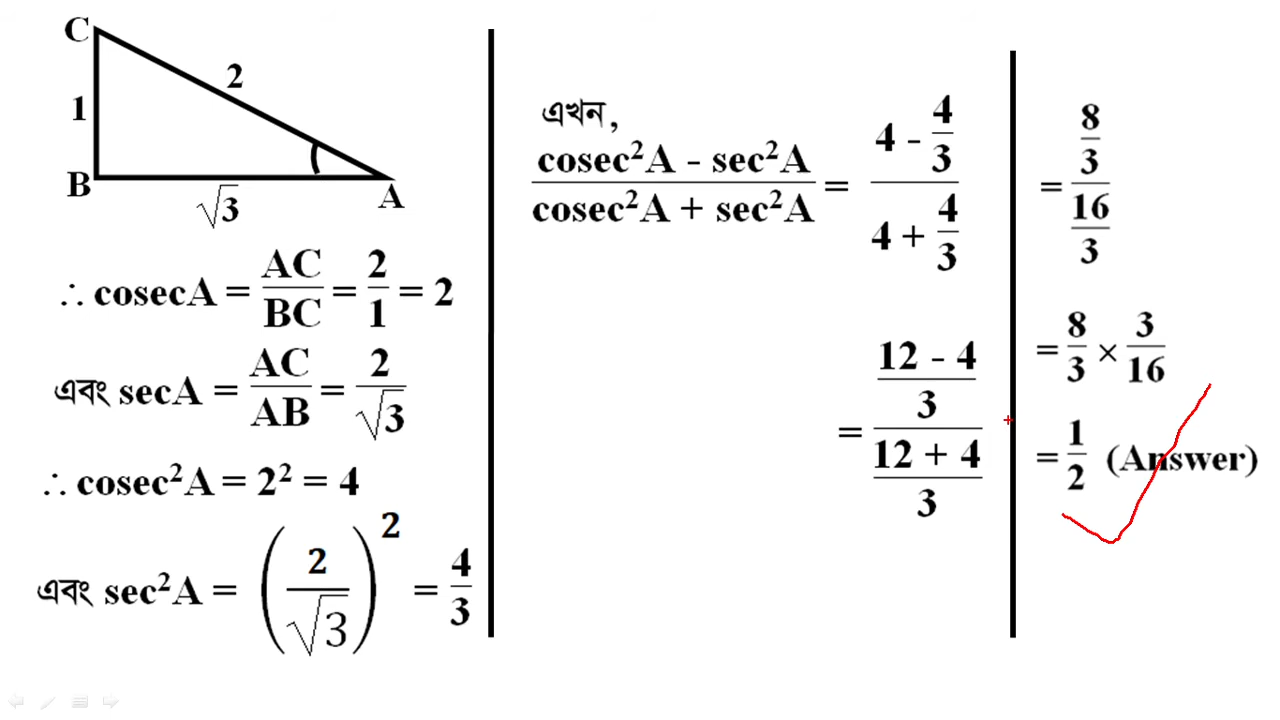 C
2
1
B
√3
A
∴ cosecA = AC/BC = 2/1 = 2
এবং secA = AC/AB = 2/√3
∴ cosec²A = 2² = 4
এবং sec²A = (2/√3)² = 4/3
এখন,
(cosec²A - sec²A)/(cosec²A + sec²A) = (4 - 4/3)/(4 + 4/3)
= ((12 - 4)/3)/((12 + 4)/3)
= (8/3)/(16/3)
= 8/3 × 3/16
= 1/2 (Answer)